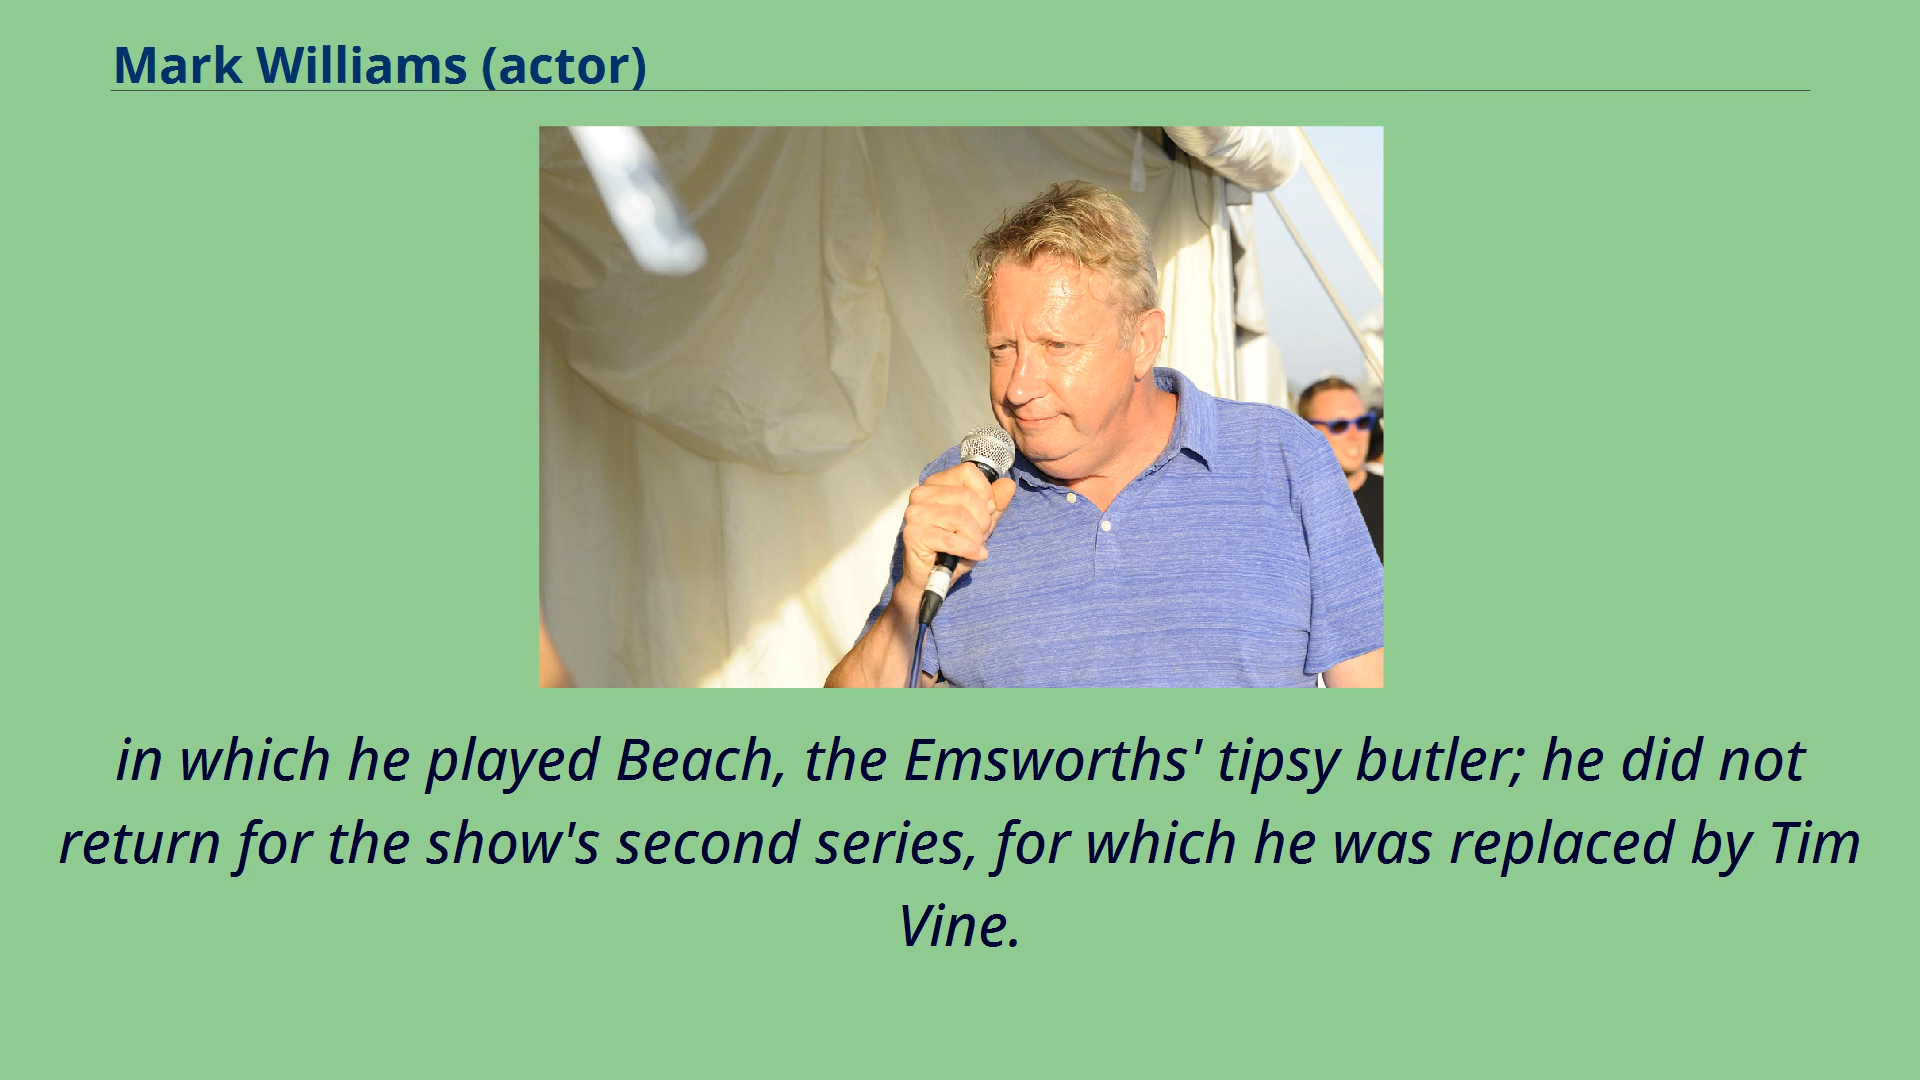 Mark Williams (actor)
in which he played Beach, the Emsworths' tipsy butler; he did not
return for the show's second series, for which he was replaced by Tim
Vine.